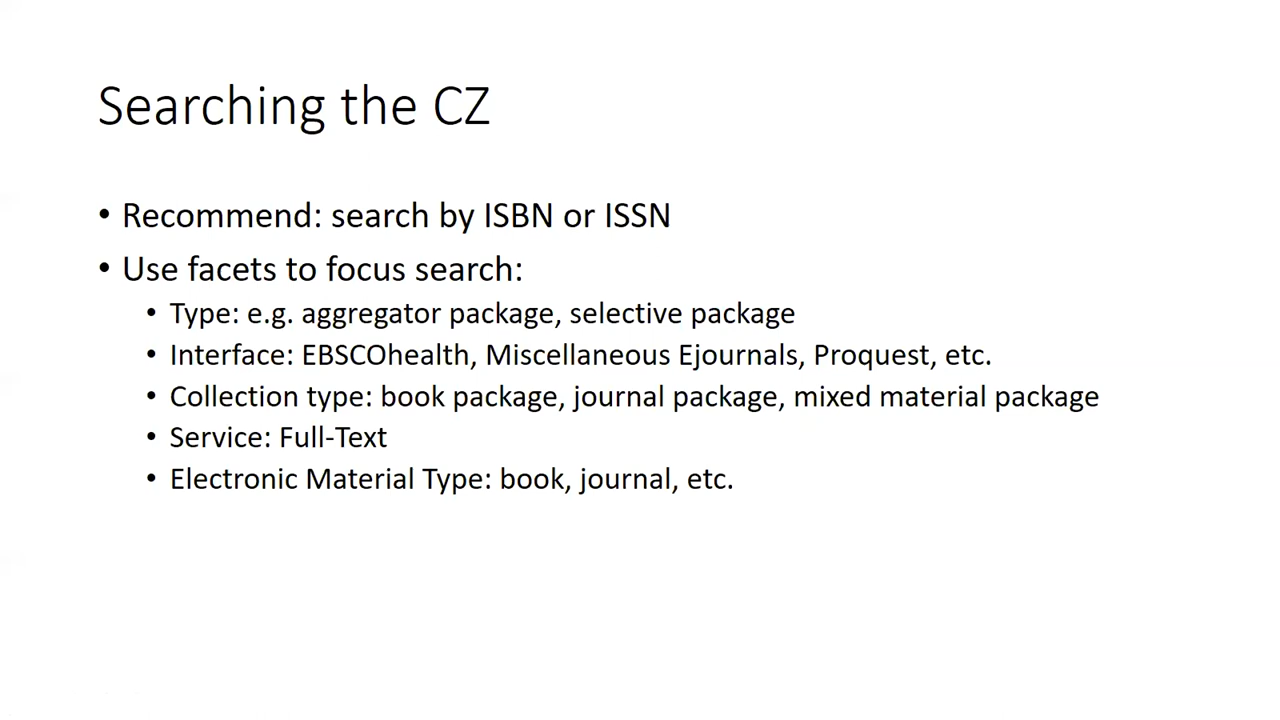 Searching the CZ
• Recommend: search by ISBN or ISSN
• Use facets to focus search:
• Type: e.g. aggregator package, selective package
• Interface: EBSCOhealth, Miscellaneous Ejournals, Proquest, etc.
• Collection type: book package, journal package, mixed material package
• Service: Full-Text
• Electronic Material Type: book, journal, etc.